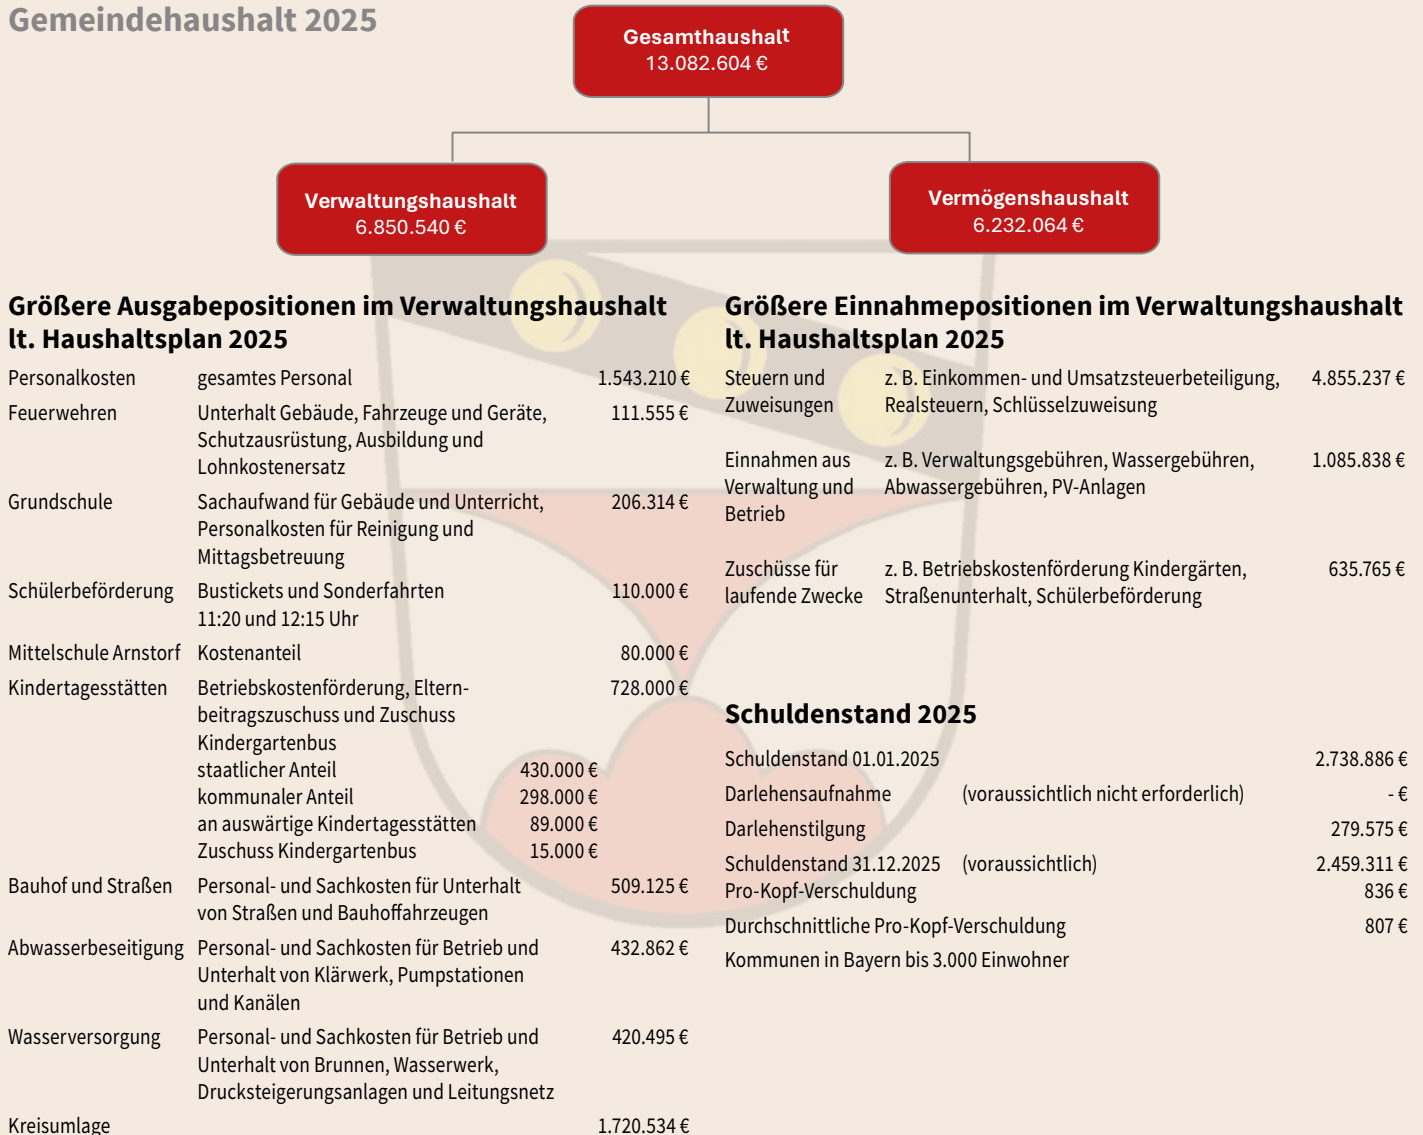 Gemeindehaushalt 2025
Gesamthaushalt
13.082.604 €
Verwaltungshaushalt
6.850.540 €
Vermögenshaushalt
6.232.064 €
Größere Ausgabepositionen im Verwaltungshaushalt
lt. Haushaltsplan 2025
Personalkosten gesamtes Personal 1.543.210 €
Feuerwehren Unterhalt Gebäude, Fahrzeuge und Geräte, 111.555 €
Schutzausrüstung, Ausbildung und
Lohnkostenersatz
Grundschule Sachaufwand für Gebäude und Unterricht, 206.314 €
Personalkosten für Reinigung und
Mittagsbetreuung
Schülerbeförderung Bustickets und Sonderfahrten 110.000 €
11:20 und 12:15 Uhr
Mittelschule Arnstorf Kostenanteil 80.000 €
Kindertagesstätten Betriebskostenförderung, Eltern- 728.000 €
beitragszuschuss und Zuschuss
Kindergartenbus
staatlicher Anteil 430.000 €
kommunaler Anteil 298.000 €
an auswärtige Kindertagesstätten 89.000 €
Zuschuss Kindergartenbus 15.000 €
Bauhof und Straßen Personal- und Sachkosten für Unterhalt 509.125 €
von Straßen und Bauhoffahrzeugen
Abwasserbeseitigung Personal- und Sachkosten für Betrieb und 432.862 €
Unterhalt von Klärwerk, Pumpstationen
und Kanälen
Wasserversorgung Personal- und Sachkosten für Betrieb und 420.495 €
Unterhalt von Brunnen, Wasserwerk,
Drucksteigerungsanlagen und Leitungsnetz
Kreisumlage 1.720.534 €
Größere Einnahmepositionen im Verwaltungshaushalt
lt. Haushaltsplan 2025
Steuern und z. B. Einkommen- und Umsatzsteuerbeteiligung, 4.855.237 €
Zuweisungen Realsteuern, Schlüsselzuweisung
Einnahmen aus z. B. Verwaltungsgebühren, Wassergebühren, 1.085.838 €
Verwaltung und Abwassergebühren, PV-Anlagen
Betrieb
Zuschüsse für z. B. Betriebskostenförderung Kindergärten, 635.765 €
laufende Zwecke Straßenunterhalt, Schülerbeförderung
Schuldenstand 2025
Schuldenstand 01.01.2025 2.738.886 €
Darlehensaufnahme (voraussichtlich nicht erforderlich) - €
Darlehenstilgung 279.575 €
Schuldenstand 31.12.2025 (voraussichtlich) 2.459.311 €
Pro-Kopf-Verschuldung 836 €
Durchschnittliche Pro-Kopf-Verschuldung 807 €
Kommunen in Bayern bis 3.000 Einwohner